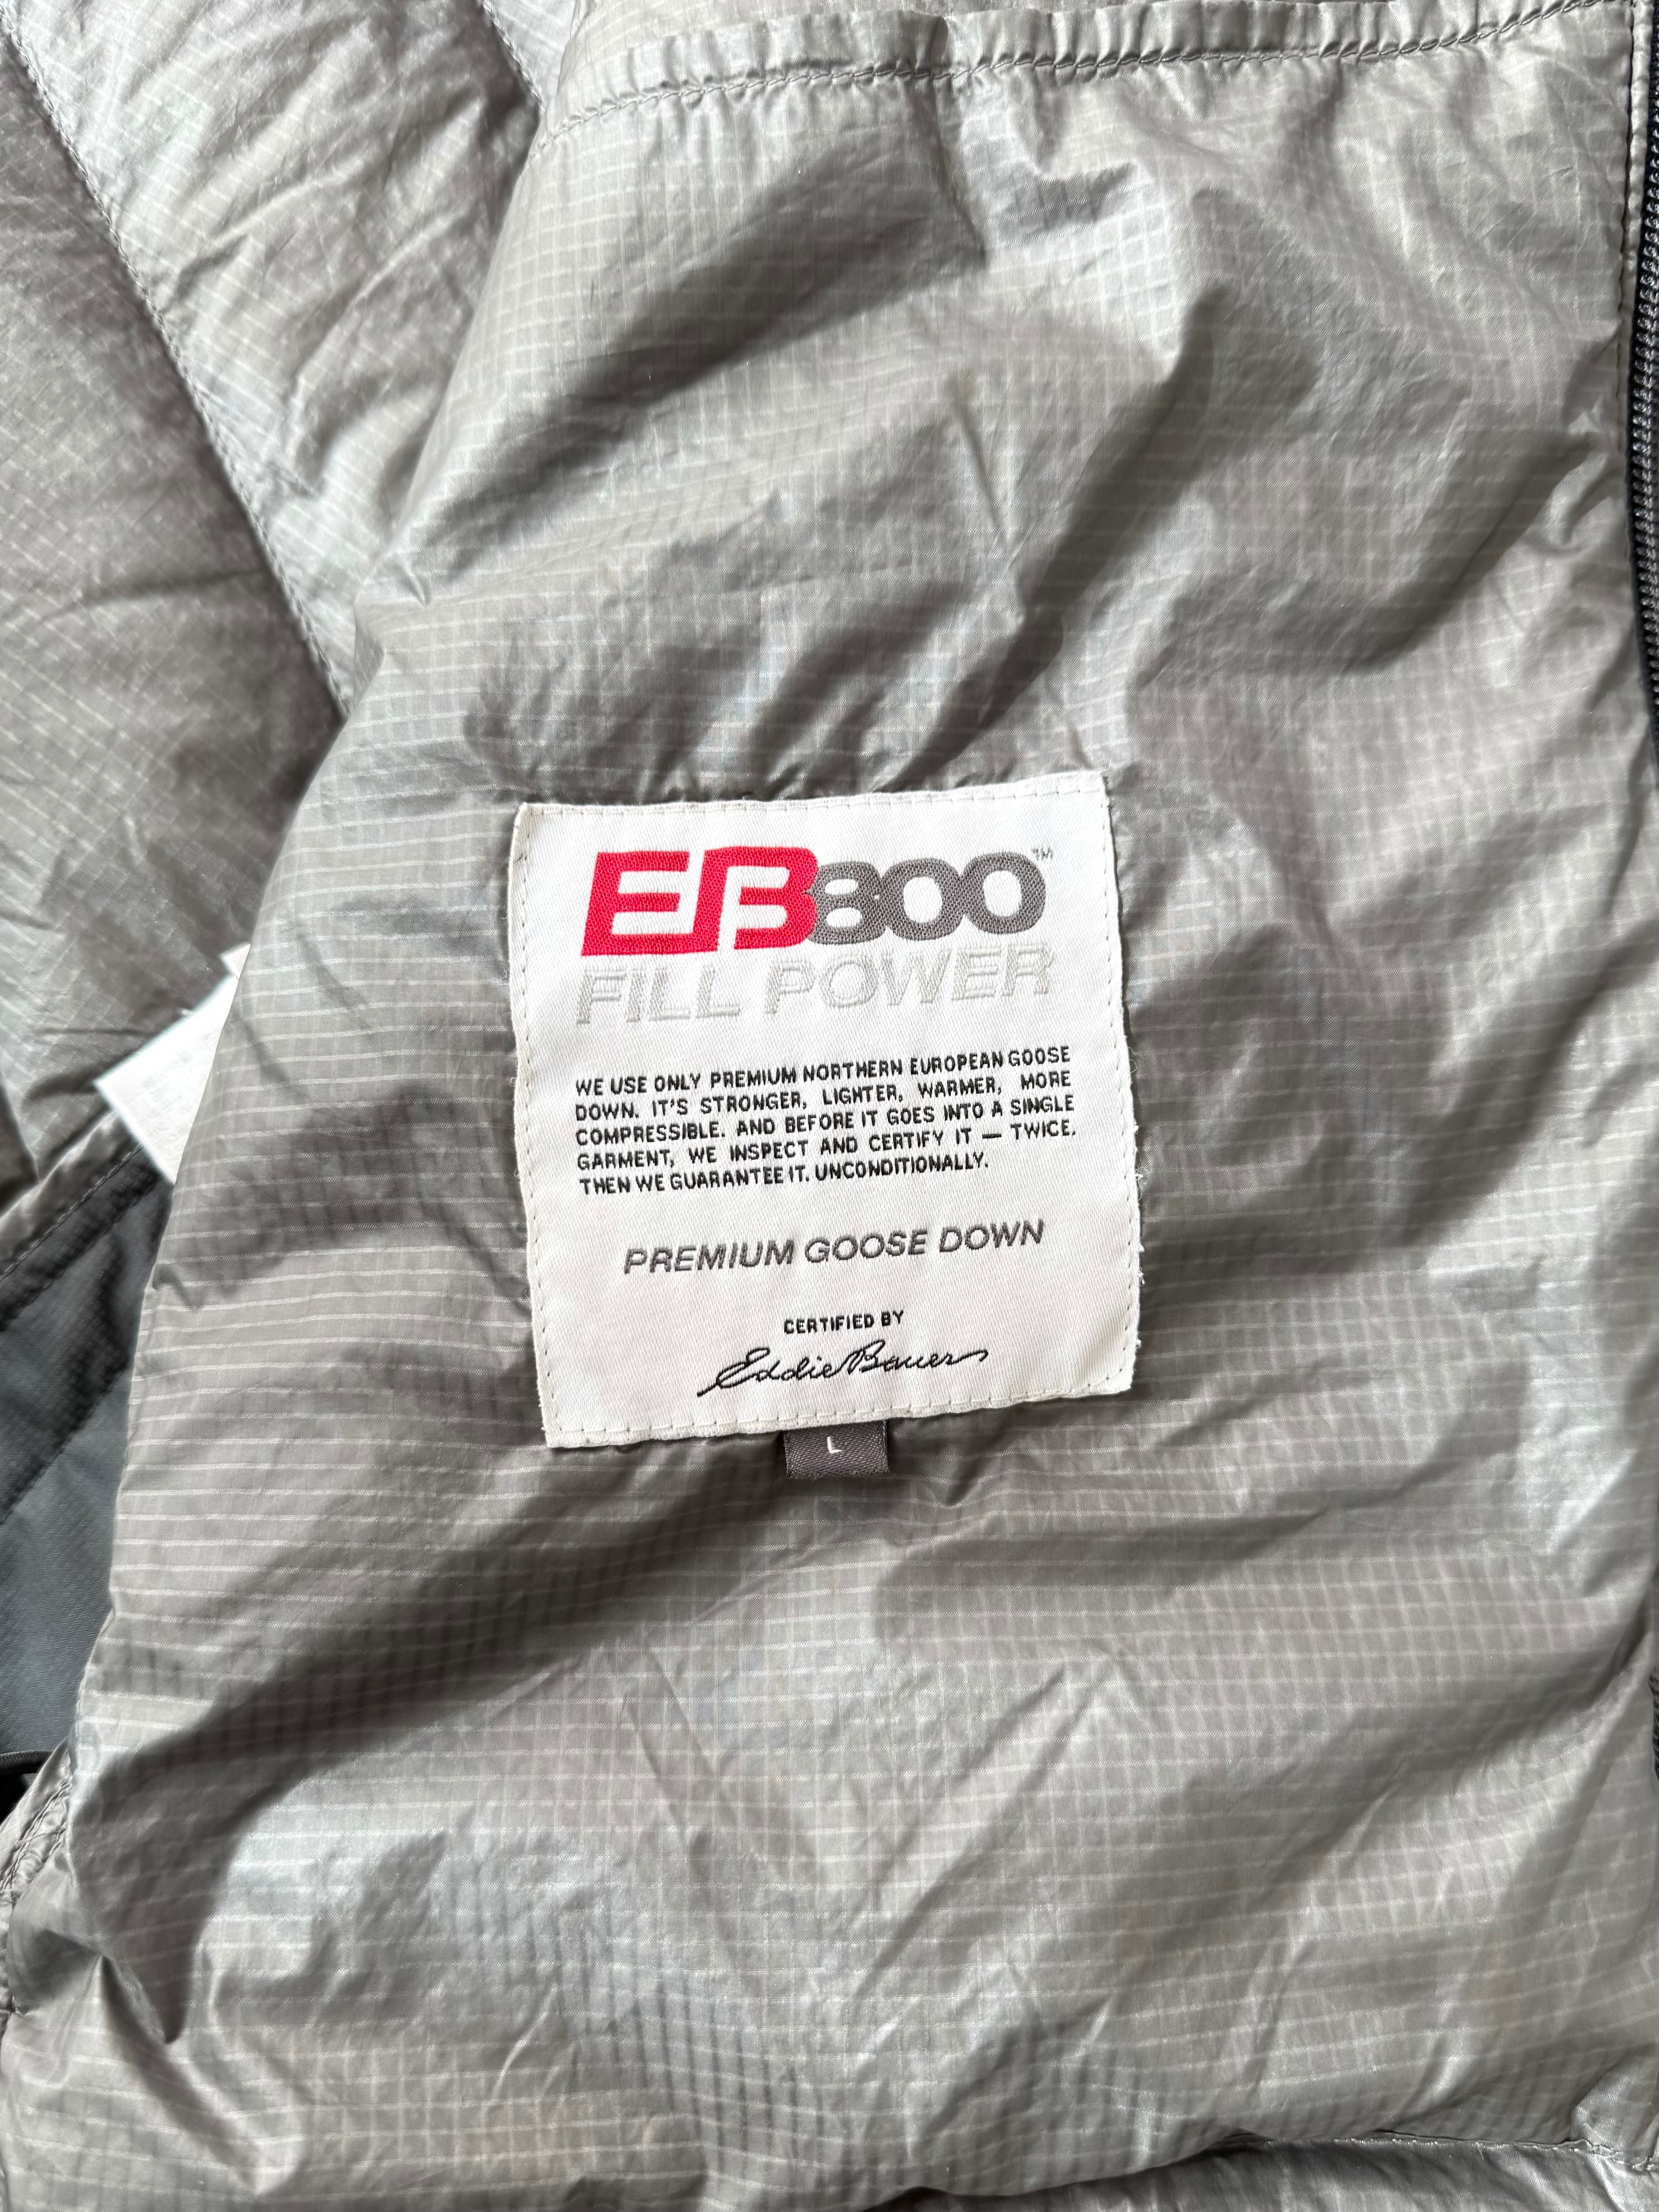 EB800™
FILL POWER
WE USE ONLY PREMIUM NORTHERN EUROPEAN GOOSE
DOWN. IT'S STRONGER, LIGHTER, WARMER, MORE
COMPRESSIBLE. AND BEFORE IT GOES INTO A SINGLE
GARMENT, WE INSPECT AND CERTIFY IT — TWICE.
THEN WE GUARANTEE IT. UNCONDITIONALLY.
PREMIUM GOOSE DOWN
CERTIFIED BY
Eddie Bauer
L